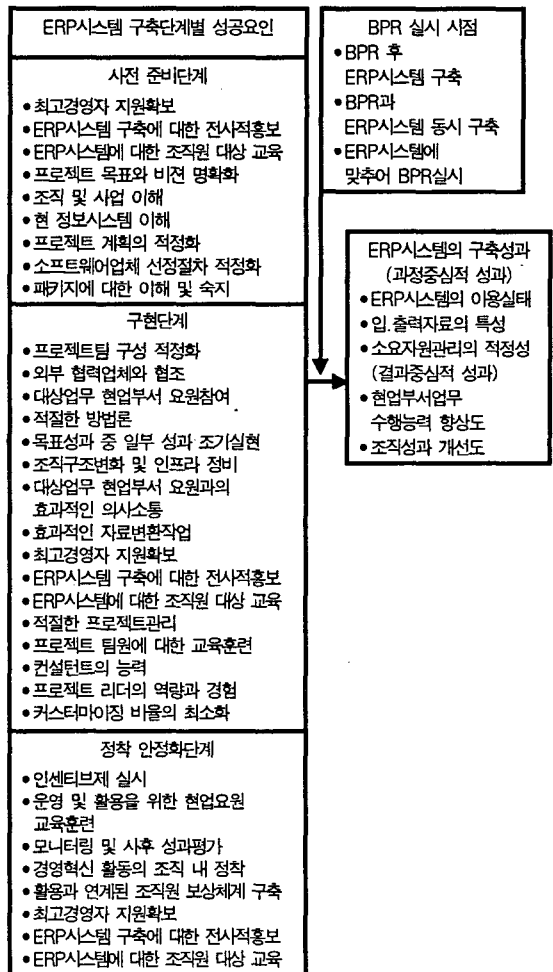 ERP시스템 구축단계별 성공요인
사전 준비단계
•최고경영자 지원확보
•ERP시스템 구축에 대한 전사적홍보
•ERP시스템에 대한 조직원 대상 교육
•프로젝트 목표와 비젼 명확화
•조직 및 사업 이해
•현 정보시스템 이해
•프로젝트 계획의 적정화
•소프트웨어업체 선정절차 적정화
•패카지에 대한 이해 및 숙지
구현단계
•프로젝트팀 구성 적정화
•외부 협력업체와 협조
•대상업무 현업부서 요원참여
•적절한 방법론
•목표성과 중 일부 성과 조기실현
•조직구조변화 및 인프라 정비
•대상업무 현업부서 요원과의
효과적인 의사소통
•효과적인 자료변환작업
•최고경영자 지원확보
•ERP시스템 구축에 대한 전사적홍보
•ERP시스템에 대한 조직원 대상 교육
•적절한 프로젝트관리
•프로젝트 팀원에 대한 교육훈련
•컨설턴트의 능력
•프로젝트 리더의 역량과 경험
•커스터마이징 비율의 최소화
정착 안정화단계
•인센티브제 실시
•운영 및 활용을 위한 현업요원
교육훈련
•모니터링 및 사후 성과평가
•경영혁신 활동의 조직 내 정착
•활용과 연계된 조직원 보상체계 구축
•최고경영자 지원확보
•ERP시스템 구축에 대한 전사적홍보
•ERP시스템에 대한 조직원 대상 교육
BPR 실시 시점
•BPR 후
ERP시스템 구축
•BPR과
ERP시스템 동시 구축
•ERP시스템에
맞추어 BPR실시
ERP시스템의 구축성과
(과정중심적 성과)
•ERP시스템의 이용실태
•입.출력자료의 특성
•소요자원관리의 적정성
(결과중심적 성과)
•현업부서업무
수행능력 향상도
•조직성과 개선도